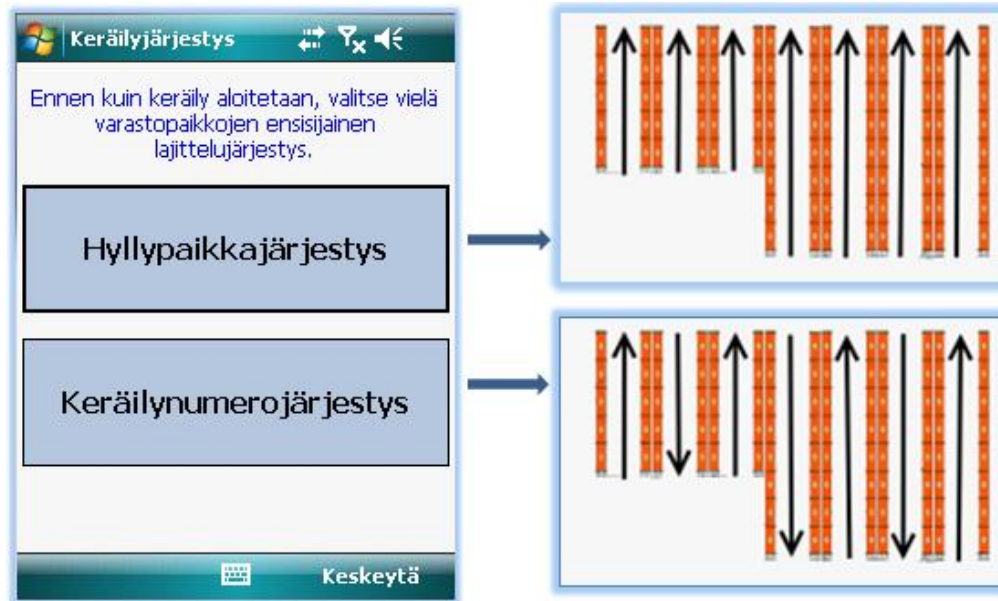 Keräilyjärjestys
Ennen kuin keräily aloitetaan, valitse vielä
varastopaikkojen ensisijainen
lajittelujärjestys.
Hyllypaikkajärjestys
Keräilynumerojärjestys
Keskeytä